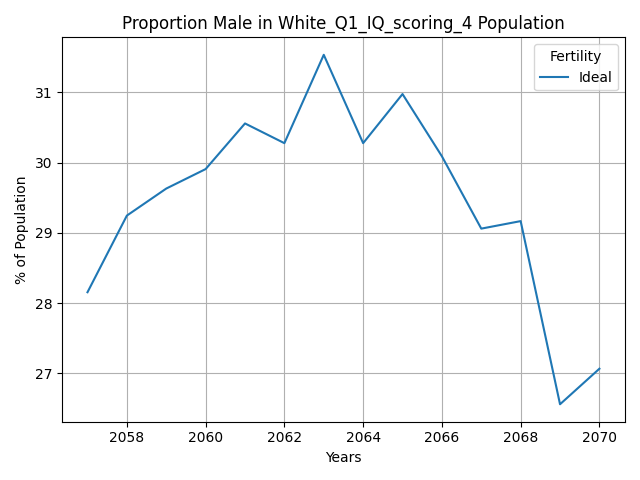 Proportion Male in White_Q1_IQ_scoring_4 Population
Fertility
Ideal
31
30
29
28
27
% of Population
2058 2060 2062 2064 2066 2068 2070
Years